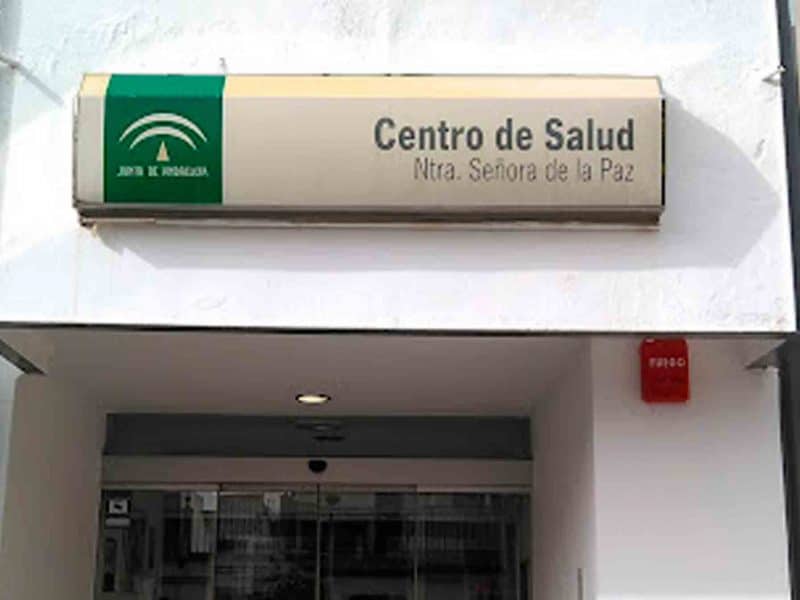 Centro de Salud
Ntra. Señora de la Paz
JUNTA DE ANDALUCIA
FUEGO